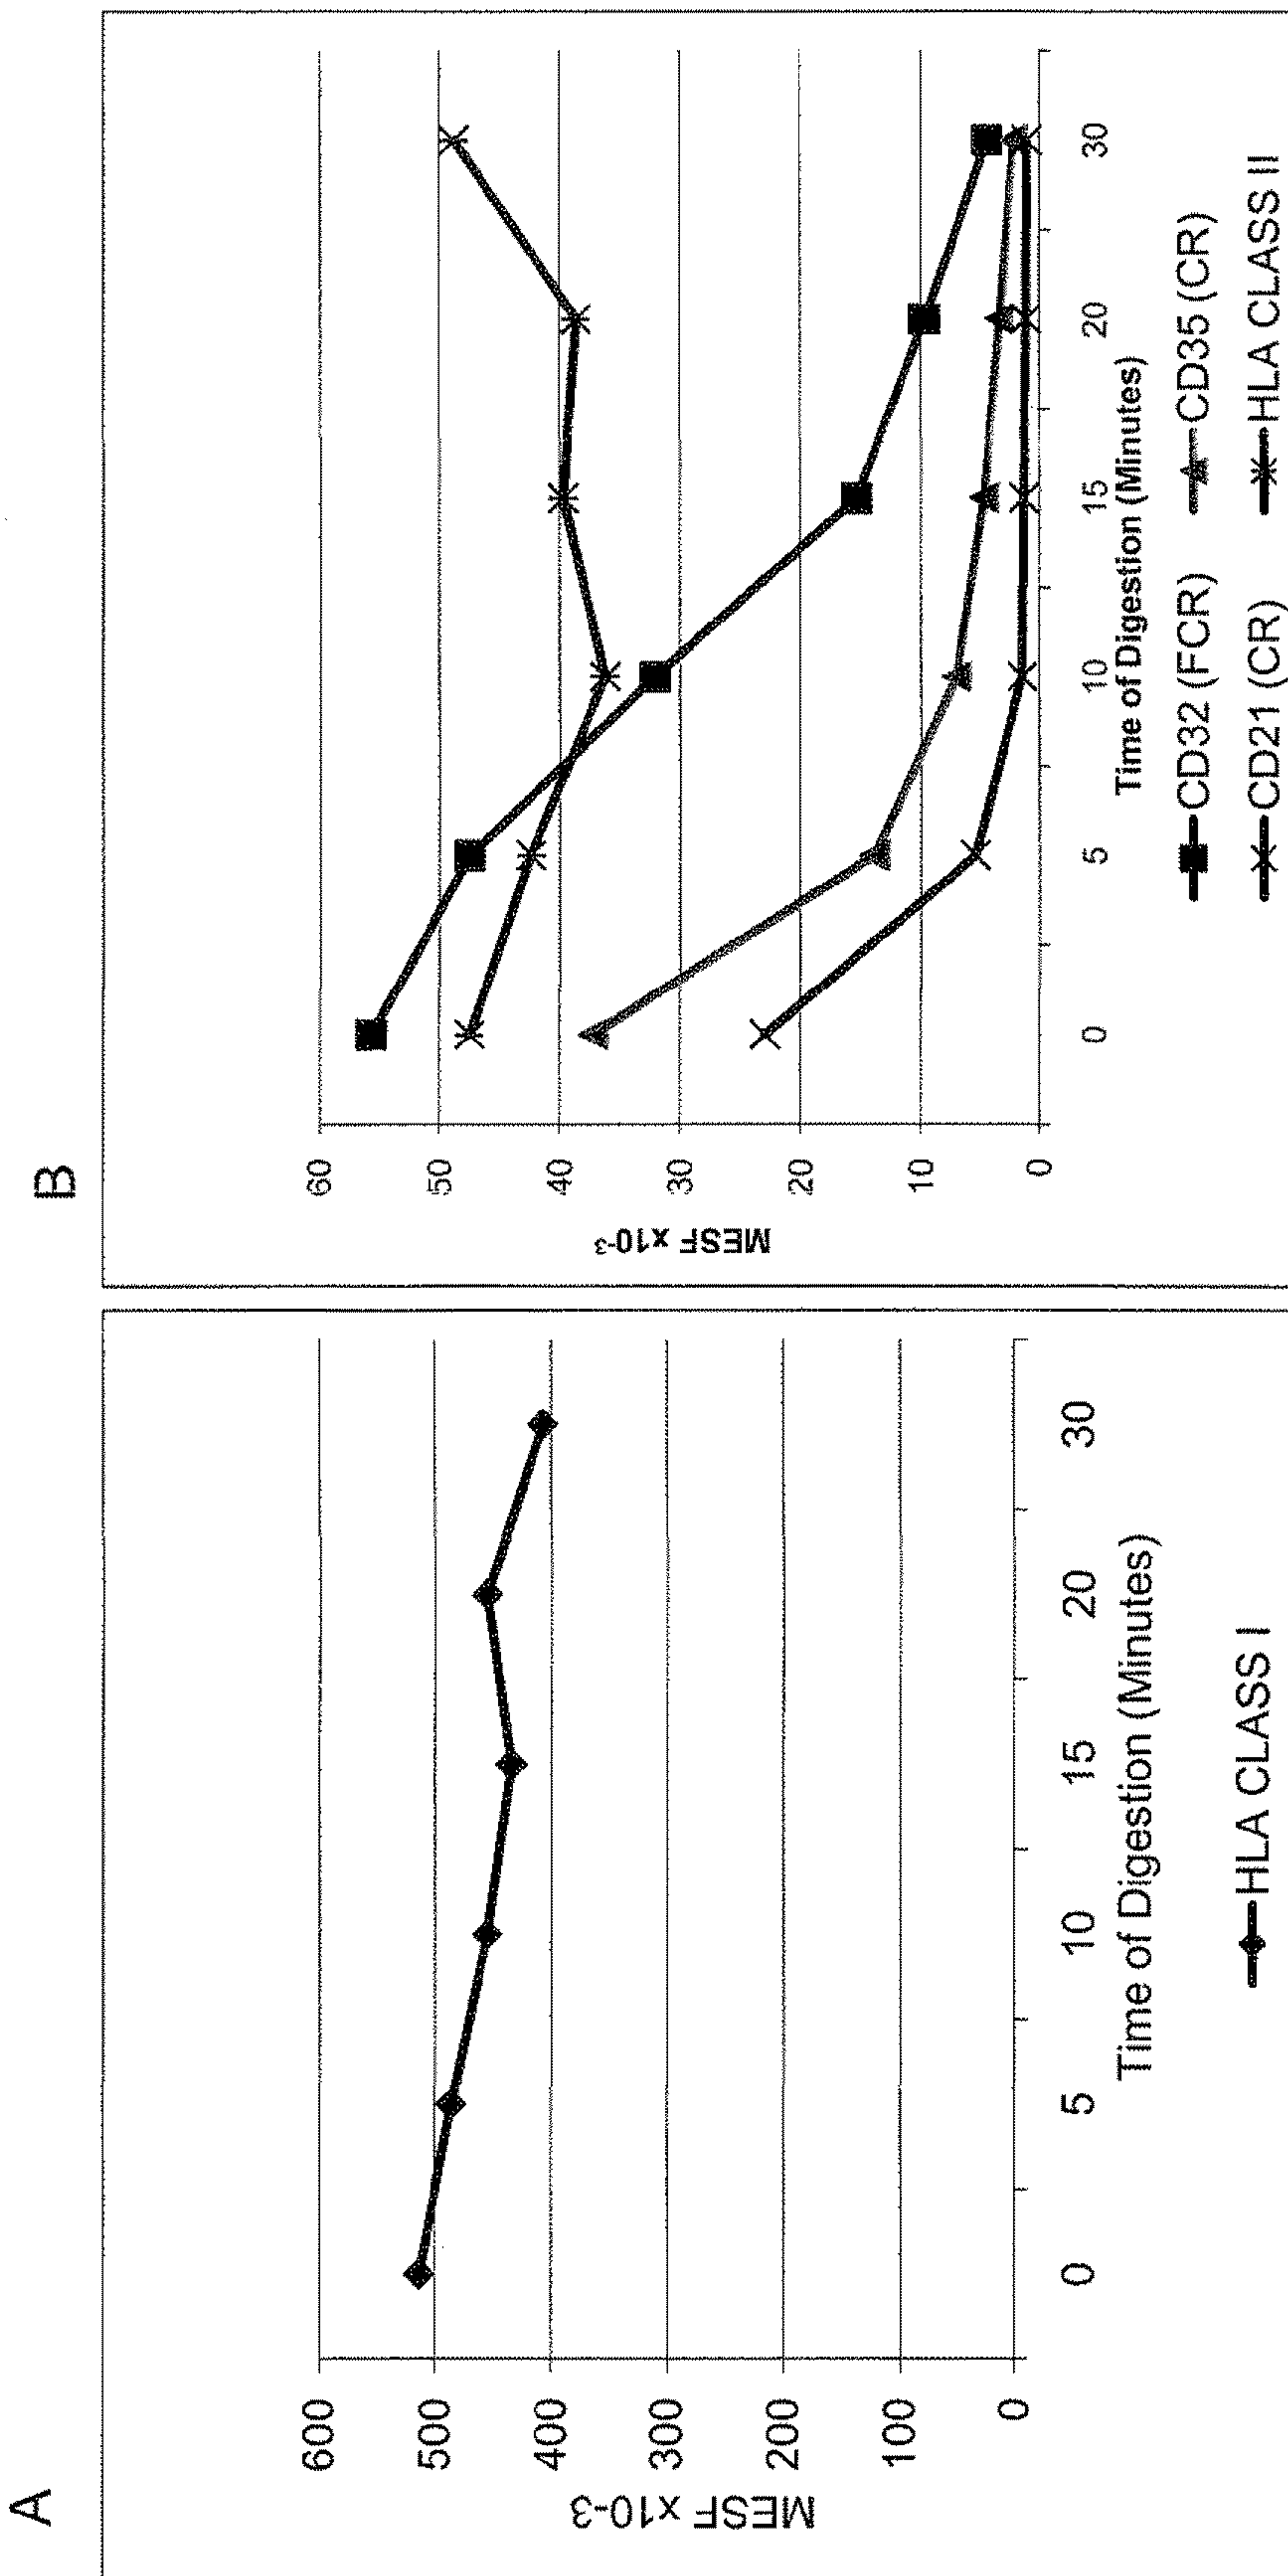 A
600
500
400
300
200
100
0
MESF x10-3
0 5 10 15 20 30
Time of Digestion (Minutes)
HLA CLASS I
B
60
50
40
30
20
10
0
MESF x10-3
0 5 10 15 20 30
Time of Digestion (Minutes)
CD32 (FCR) CD35 (CR)
CD21 (CR) HLA CLASS II